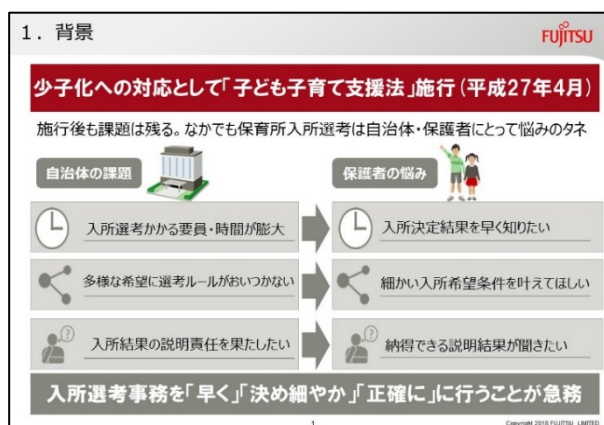 1. 背景
FUJITSU
少子化への対応として「子ども子育て支援法」施行(平成27年4月)
施行後も課題は残る。なかでも保育所入所選考は自治体・保護者にとって悩みのタネ
自治体の課題
保護者の悩み
入所選考かかる要員・時間が膨大
入所決定結果を早く知りたい
多様な希望に選考ルールがおいつかない
細かい入所希望条件を叶えてほしい
入所結果の説明責任を果たしたい
納得できる説明結果が聞きたい
入所選考事務を「早く」「決め細やか」「正確に」に行うことが急務
1
Copyright 2018 FUJITSU LIMITED